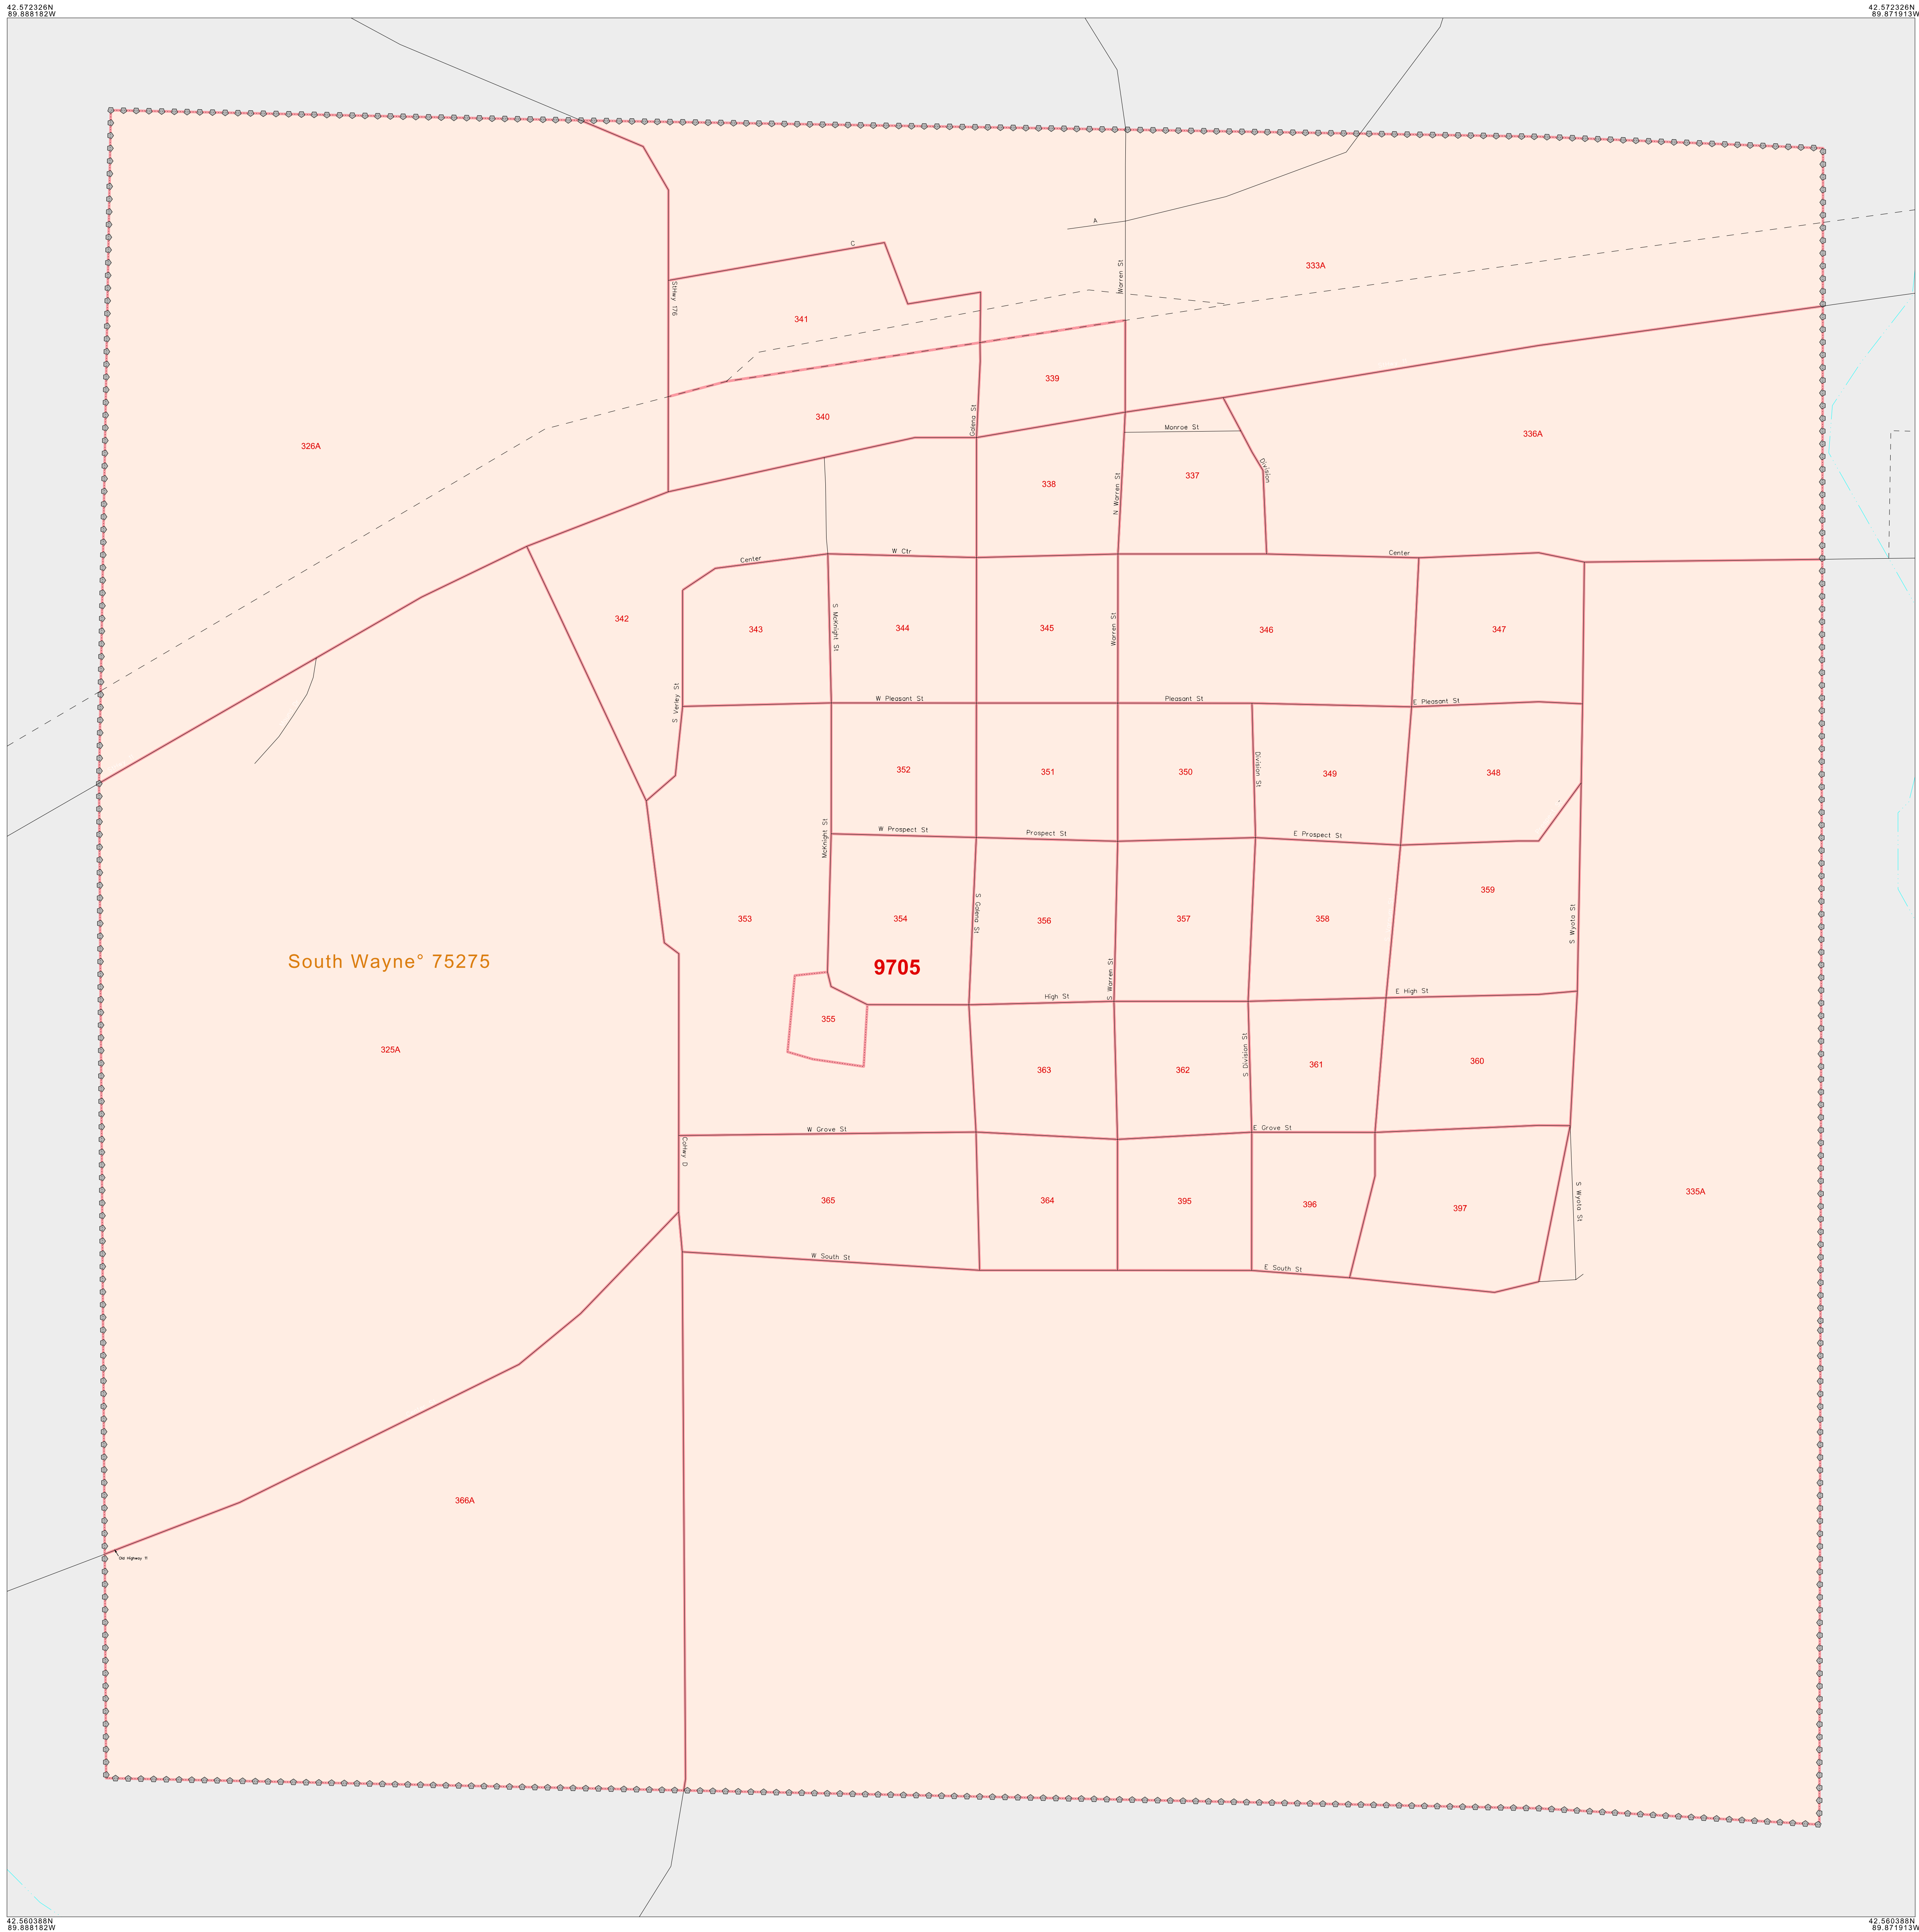 42.572326N
89.888182W
42.572326N
89.871913W
A
C
Warren St
333A
StHwy 176
341
339
340
Galena St
Monroe St
326A
336A
Division
337
338
N Warren St
W Ctr
Center
Center
342
343
S McKnight St
344
345
Warren St
346
347
S Verley St
W Pleasant St
Pleasant St
E Pleasant St
352
351
350
Division St
349
348
McKnight St
W Prospect St
Prospect St
E Prospect St
359
353
354
S Galena St
356
357
358
S Wyota St
South Wayne° 75275
9705
S Warren St
High St
E High St
355
325A
363
362
S Division St
361
360
W Grove St
E Grove St
CoHwy D
365
364
395
396
397
S Wyota St
335A
W South St
E South St
366A
Old Highway 11
42.560388N
89.888182W
42.560388N
89.871913W